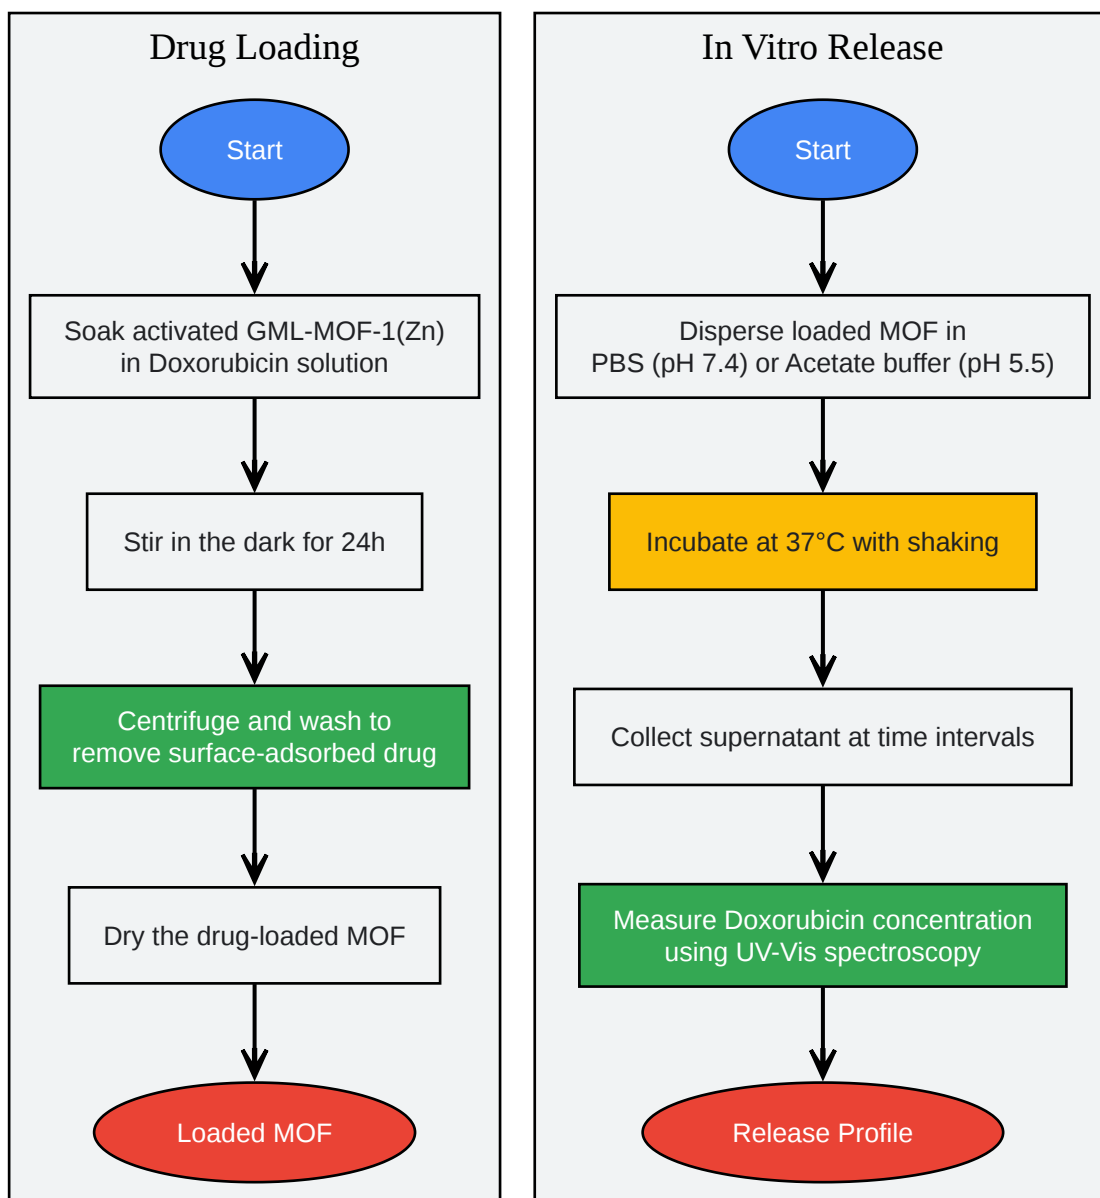 Drug Loading
Start
Soak activated GML-MOF-1(Zn)
in Doxorubicin solution
Stir in the dark for 24h
Centrifuge and wash to
remove surface-adsorbed drug
Dry the drug-loaded MOF
Loaded MOF
In Vitro Release
Start
Disperse loaded MOF in
PBS (pH 7.4) or Acetate buffer (pH 5.5)
Incubate at 37°C with shaking
Collect supernatant at time intervals
Measure Doxorubicin concentration
using UV-Vis spectroscopy
Release Profile